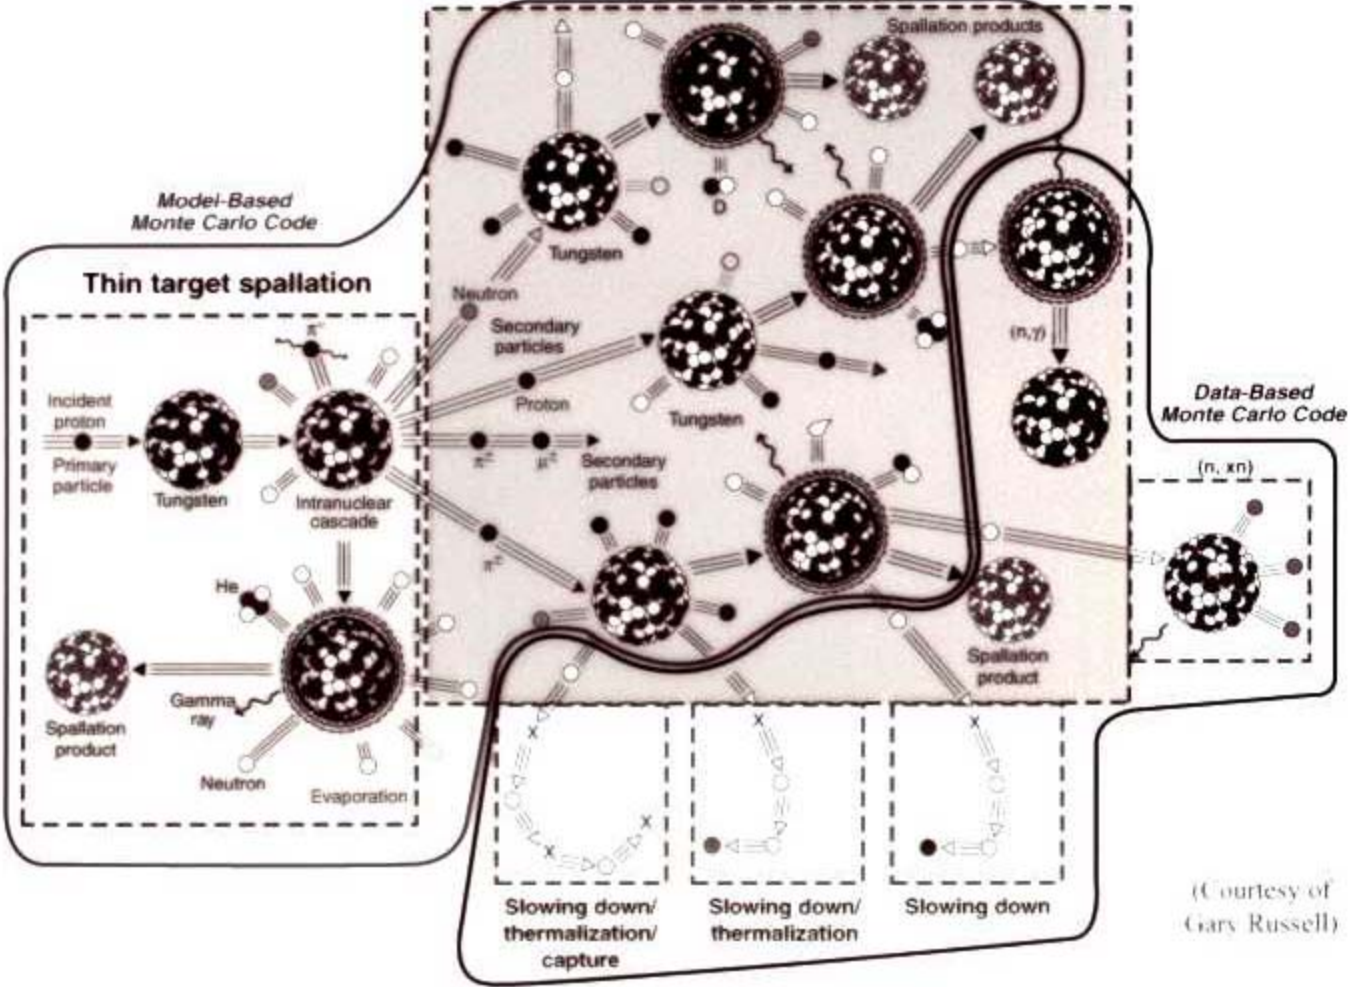 Spallation products
Model-Based
Monte Carlo Code
D
Tungsten
Thin target spallation
Neutron
Secondary
particles
(n,γ)
Incident
proton
Primary
particle
Tungsten
π⁻
Intranuclear
cascade
Proton
Tungsten
π±
μ±
Secondary
particles
Data-Based
Monte Carlo Code
(n, xn)
π±
He
Gamma
ray
Spallation
product
Neutron
Evaporation
Spallation
product
x
x
x
x
x
Slowing down/
thermalization/
capture
Slowing down/
thermalization
Slowing down
(Courtesy of
Gary Russell)